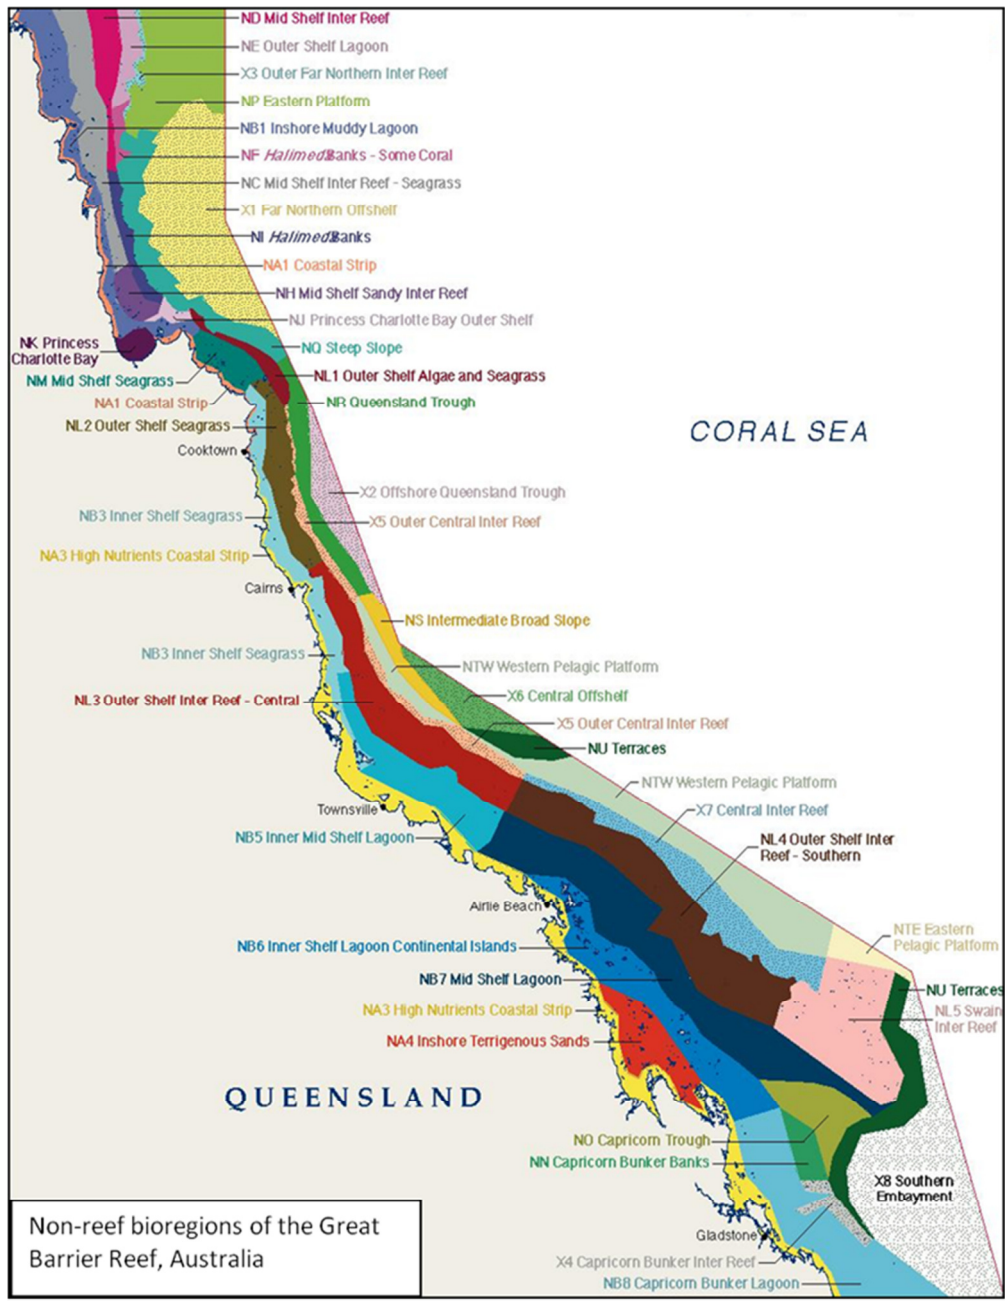 ND Mid Shelf Inter Reef
NE Outer Shelf Lagoon
X3 Outer Far Northern Inter Reef
NP Eastern Platform
NB1 Inshore Muddy Lagoon
NF HalimedaBanks - Some Coral
NC Mid Shelf Inter Reef - Seagrass
X1 Far Northern Offshelf
NI HalimedaBanks
NA1 Coastal Strip
NH Mid Shelf Sandy Inter Reef
NJ Princess Charlotte Bay Outer Shelf
NK Princess
Charlotte Bay
NQ Steep Slope
NM Mid Shelf Seagrass
NL1 Outer Shelf Algae and Seagrass
NA1 Coastal Strip
NR Queensland Trough
NL2 Outer Shelf Seagrass
CORAL SEA
Cooktown
X2 Offshore Queensland Trough
NB3 Inner Shelf Seagrass
X5 Outer Central Inter Reef
NA3 High Nutrients Coastal Strip
Cairns
NS Intermediate Broad Slope
NB3 Inner Shelf Seagrass
NTW Western Pelagic Platform
X6 Central Offshelf
NL3 Outer Shelf Inter Reef - Central
X5 Outer Central Inter Reef
NU Terraces
NTW Western Pelagic Platform
Townsville
X7 Central Inter Reef
NB5 Inner Mid Shelf Lagoon
NL4 Outer Shelf Inter
Reef - Southern
Airlie Beach
NTE Eastern
Pelagic Platform
NB6 Inner Shelf Lagoon Continental Islands
NB7 Mid Shelf Lagoon
NU Terraces
NA3 High Nutrients Coastal Strip
NL5 Swain
Inter Reef
NA4 Inshore Terrigenous Sands
QUEENSLAND
NO Capricorn Trough
NN Capricorn Bunker Banks
X8 Southern
Embayment
Non-reef bioregions of the Great
Barrier Reef, Australia
Gladstone
X4 Capricorn Bunker Inter Reef
NB8 Capricorn Bunker Lagoon